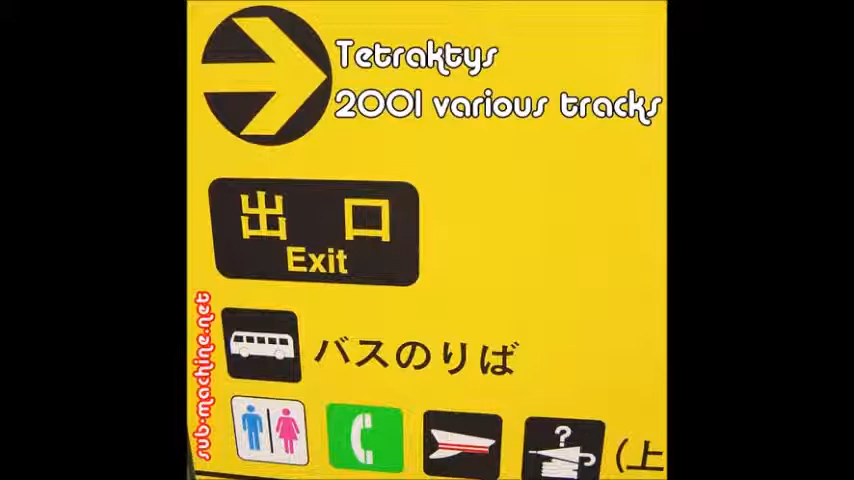 Tetraktys
2001 various tracks
出口
Exit
バスのりば
?
(上
sub-machine.net